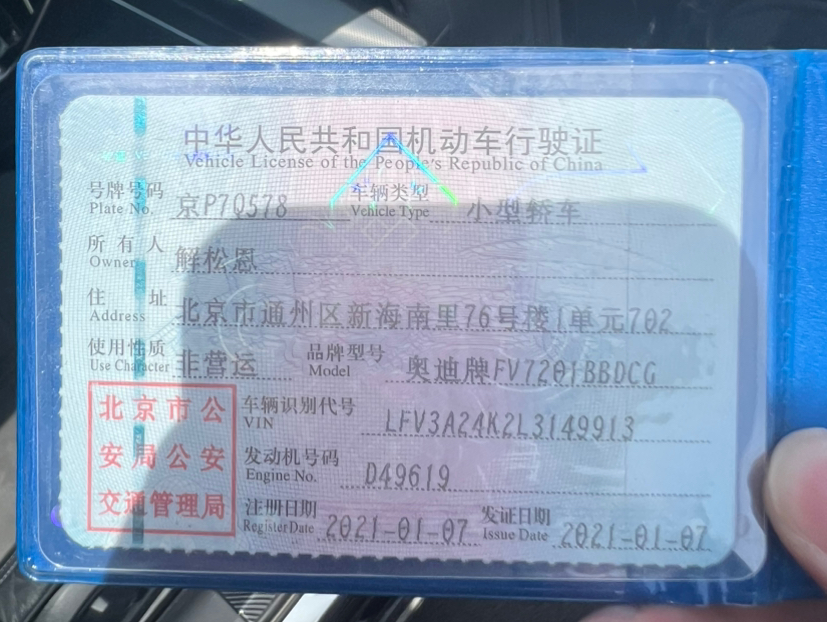 中华人民共和国机动车行驶证
Vehicle License of the People's Republic of China
号牌号码 京P7Q578 车辆类型 小型轿车
Plate No. Vehicle Type
所有人 解松恩
Owner
住址 北京市通州区新海南里76号楼1单元702
Address
使用性质 非营运 品牌型号 奥迪牌FV7201BBDCG
Use Character Model
北京市公
安局公安
交通管理局
车辆识别代号 LFV3A24K2L3149913
VIN
发动机号码 D49619
Engine No.
注册日期 2021-01-07 发证日期 2021-01-07
Register Date Issue Date